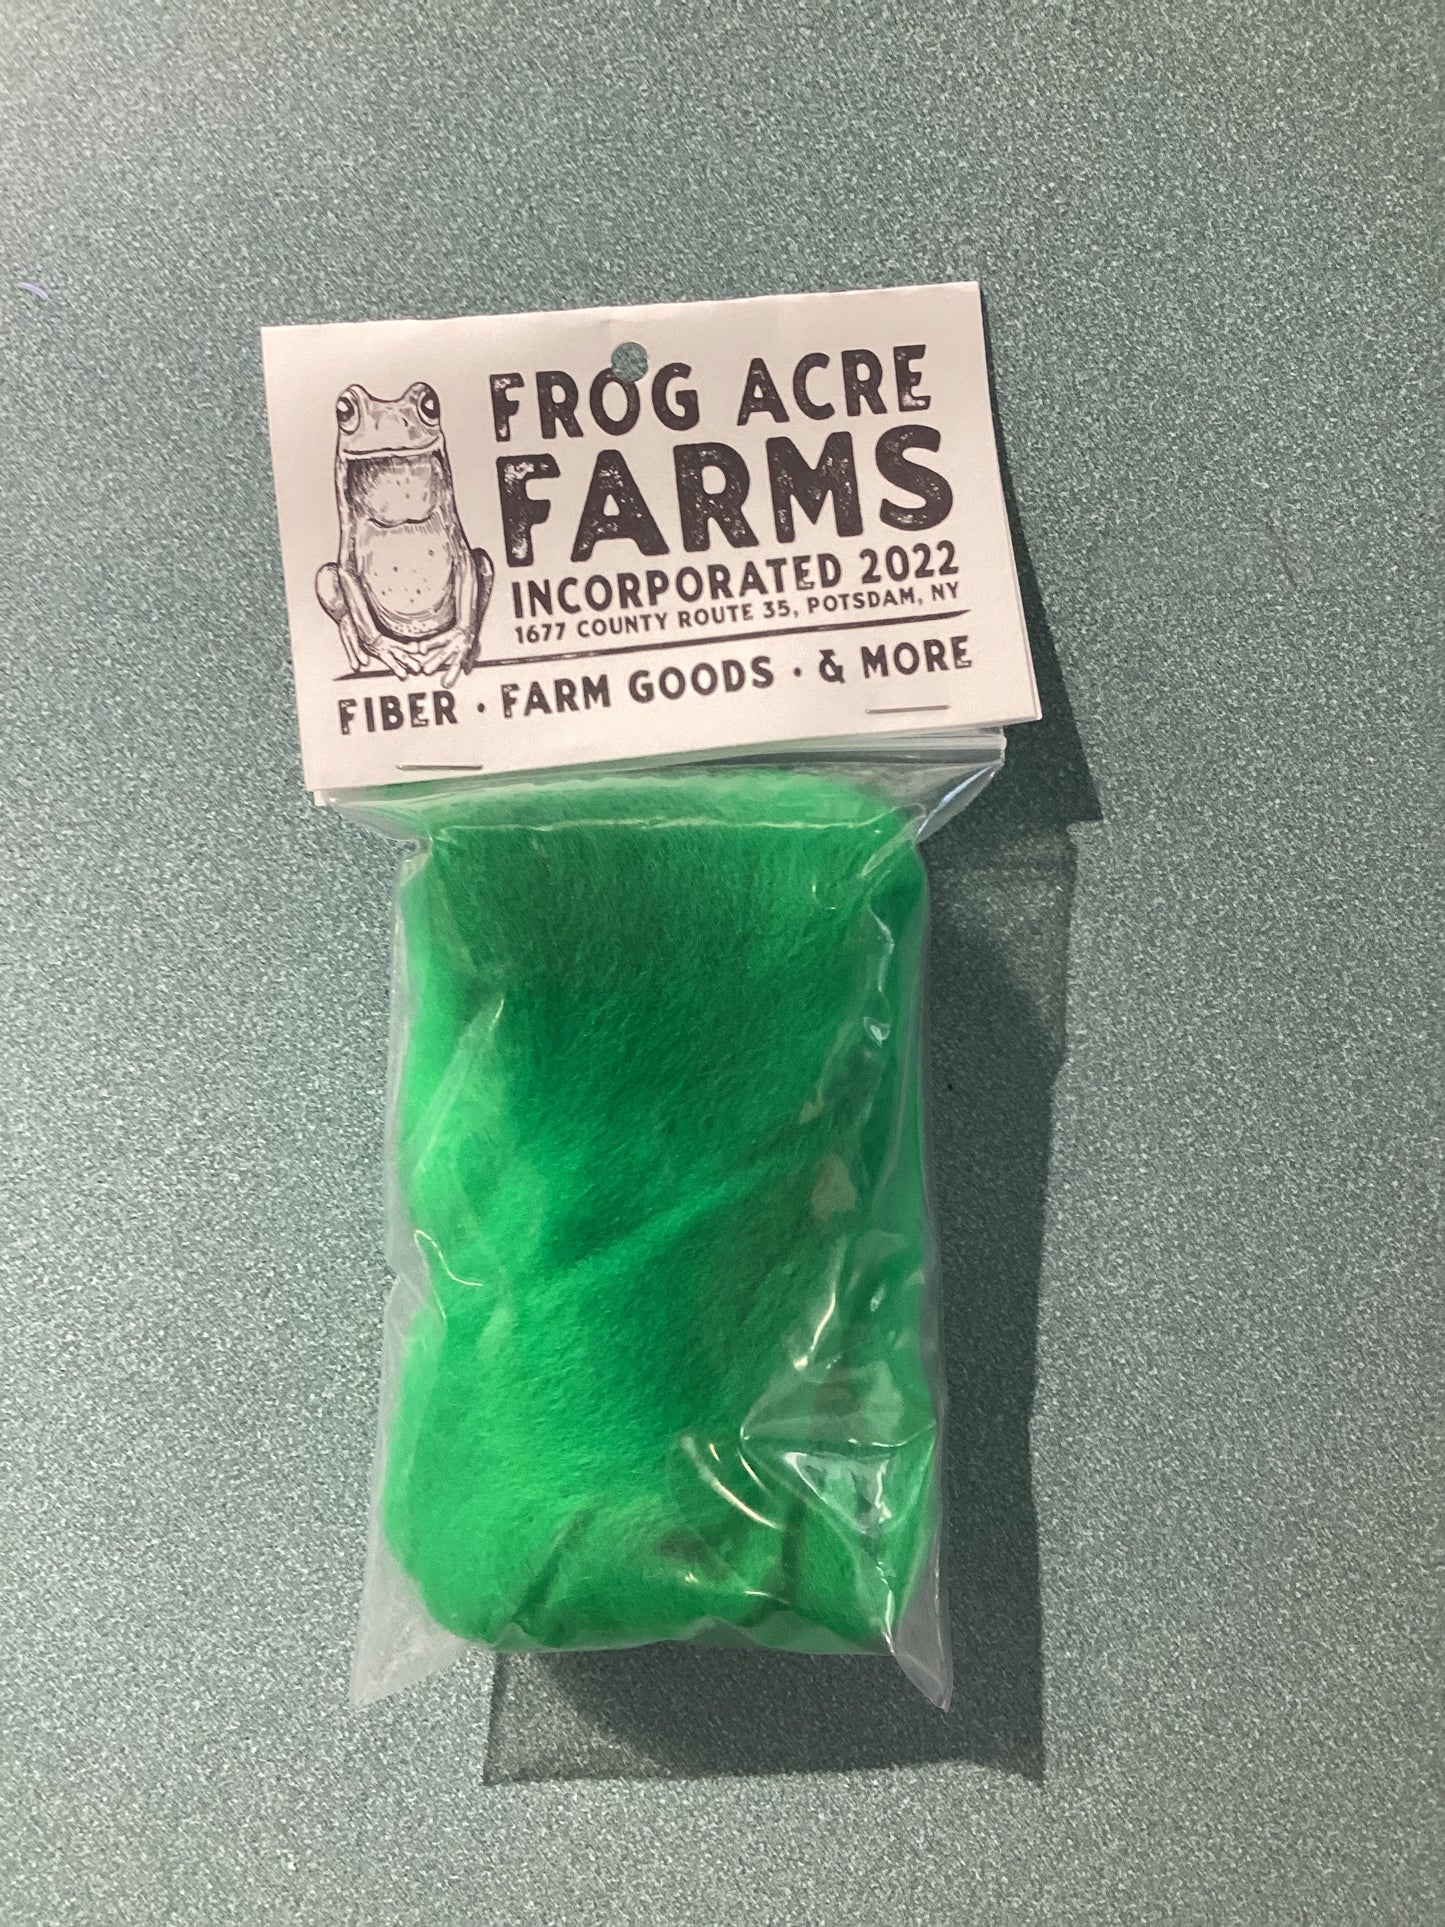 FROG ACRE
FARMS
INCORPORATED 2022
1677 COUNTY ROUTE 35, POTSDAM, NY
FIBER • FARM GOODS • & MORE